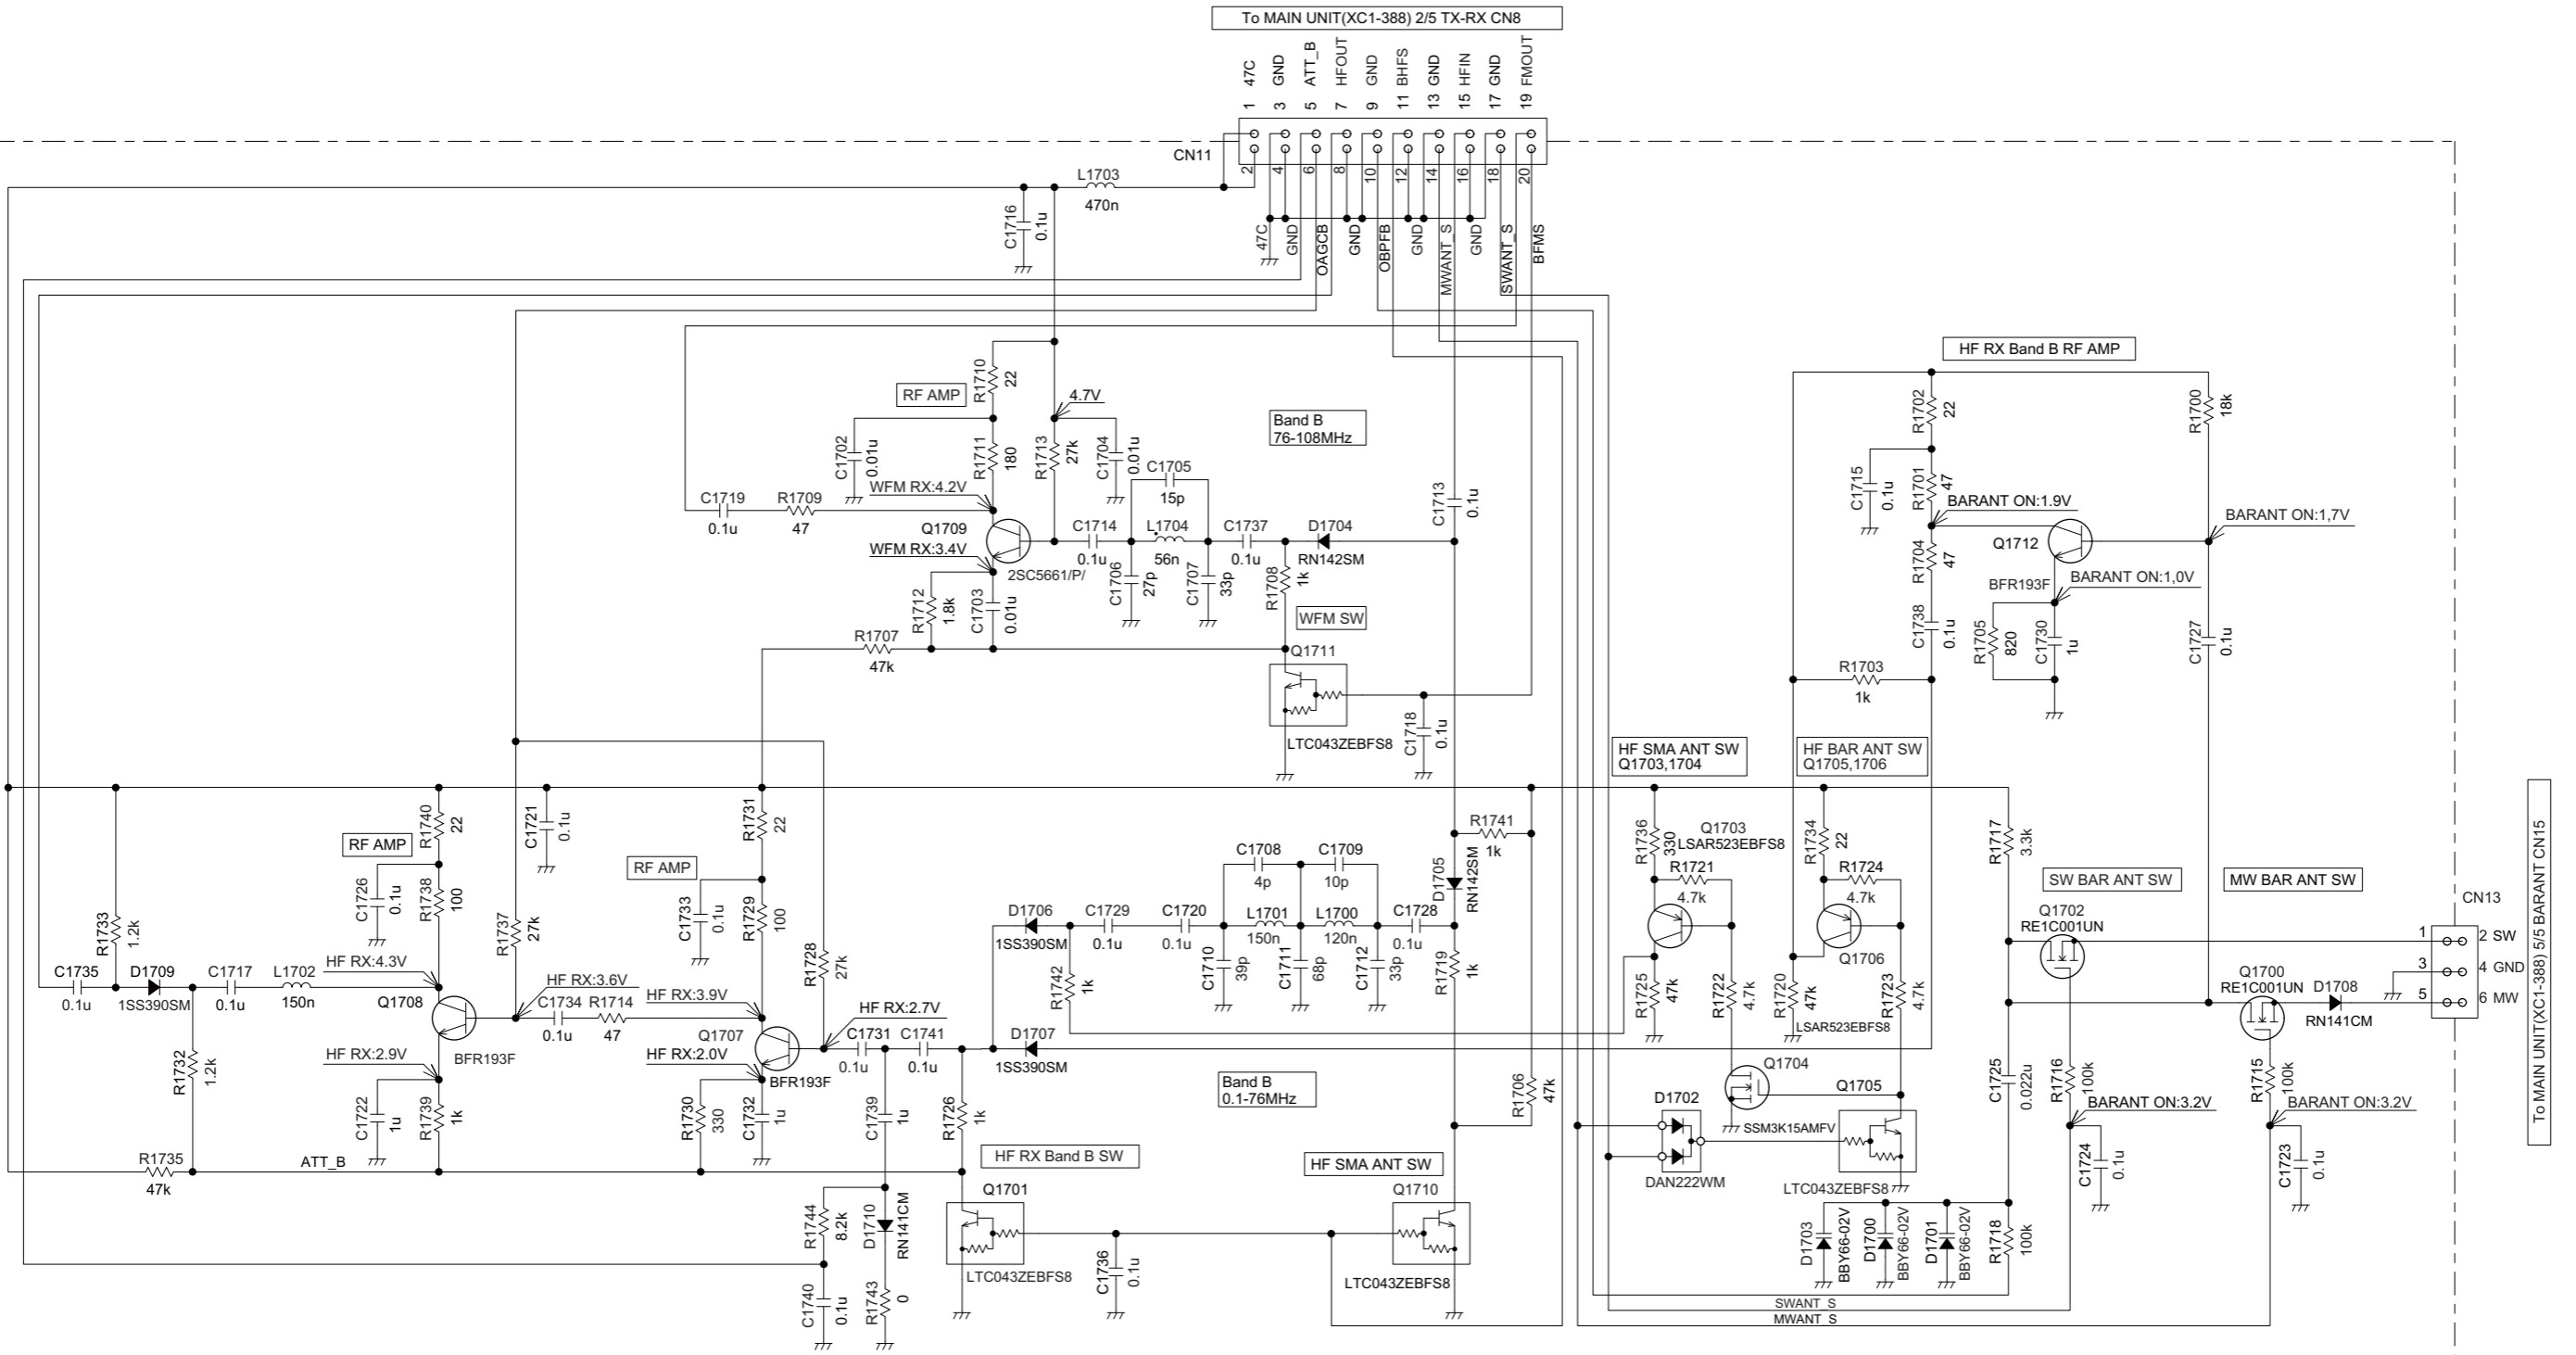 To MAIN UNIT(XC1-388) 2/5 TX-RX CN8
1 47C
3 GND
5 ATT_B
7 HFOUT
9 GND
11 BHFS
13 GND
15 HFIN
17 GND
19 FMOUT
CN11
2
4
6
8
10
12
14
16
18
20
47C
GND
OAGCB
GND
OBPFB
GND
MWANT_S
GND
SWANT_S
BFMS
L1703
470n
C1716
0.1u
RF AMP
R1710
22
4.7V
C1702
0.01u
R1711
180
R1713
27k
C1704
0.01u
C1705
15p
Band B
76-108MHz
WFM RX:4.2V
C1719
0.1u
R1709
47
Q1709
WFM RX:3.4V
2SC5661/P/
C1714
0.1u
L1704
56n
C1737
0.1u
D1704
RN142SM
C1713
0.1u
C1706
27p
C1707
33p
R1708
1k
R1712
1.8k
C1703
0.01u
WFM SW
R1707
47k
Q1711
LTC043ZEBFS8
C1718
0.1u
HF RX Band B RF AMP
R1702
22
R1700
18k
C1715
0.1u
R1701
47
BARANT ON:1.9V
BARANT ON:1,7V
Q1712
R1704
47
BFR193F
BARANT ON:1,0V
C1738
0.1u
R1705
820
C1730
1u
C1727
0.1u
R1703
1k
HF SMA ANT SW
Q1703,1704
HF BAR ANT SW
Q1705,1706
R1740
22
C1721
0.1u
R1731
22
RF AMP
RF AMP
C1726
0.1u
R1738
100
C1733
0.1u
R1729
100
R1733
1.2k
R1737
27k
R1728
27k
HF RX:4.3V
C1735
0.1u
D1709
1SS390SM
C1717
0.1u
L1702
150n
Q1708
HF RX:3.6V
C1734
0.1u
R1714
47
HF RX:3.9V
HF RX:2.7V
Q1707
C1731
0.1u
C1741
0.1u
D1707
1SS390SM
HF RX:2.9V
BFR193F
HF RX:2.0V
BFR193F
R1732
1.2k
C1722
1u
R1739
1k
R1730
330
C1732
1u
C1739
1u
R1726
1k
R1735
47k
ATT_B
R1744
8.2k
D1710
RN141CM
C1740
0.1u
R1743
0
HF RX Band B SW
Q1701
LTC043ZEBFS8
C1736
0.1u
HF SMA ANT SW
Q1710
LTC043ZEBFS8
Band B
0.1-76MHz
D1706
1SS390SM
C1729
0.1u
C1720
0.1u
C1708
4p
C1709
10p
L1701
150n
L1700
120n
C1728
0.1u
D1705
RN142SM
R1741
1k
R1742
1k
C1710
39p
C1711
68p
C1712
33p
R1719
1k
R1706
47k
R1736
330
Q1703
LSAR523EBFS8
R1721
4.7k
R1734
22
R1724
4.7k
Q1706
R1725
47k
R1722
4.7k
R1720
47k
R1723
4.7k
LSAR523EBFS8
Q1704
SSM3K15AMFV
Q1705
D1702
DAN222WM
LTC043ZEBFS8
R1717
3.3k
SW BAR ANT SW
MW BAR ANT SW
Q1702
RE1C001UN
Q1700
RE1C001UN
D1708
RN141CM
CN13
1
2 SW
3
4 GND
5
6 MW
C1725
0.022u
R1716
100k
R1715
100k
BARANT ON:3.2V
BARANT ON:3.2V
C1724
0.1u
C1723
0.1u
D1703
BBY66-02V
D1700
BBY66-02V
D1701
BBY66-02V
R1718
100k
SWANT_S
MWANT_S
To MAIN UNIT(XC1-388) 5/5 BARANT CN15